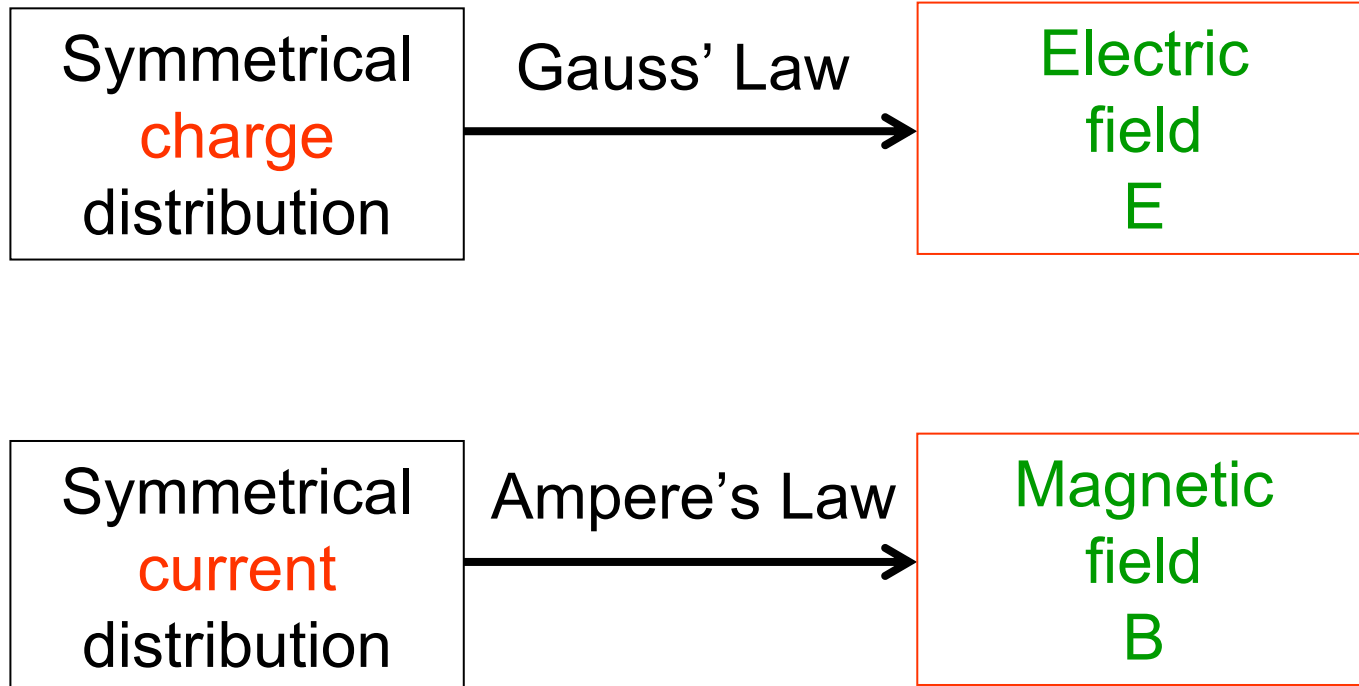 Symmetrical
charge
distribution
Gauss’ Law
Electric
field
E
Symmetrical
current
distribution
Ampere’s Law
Magnetic
field
B